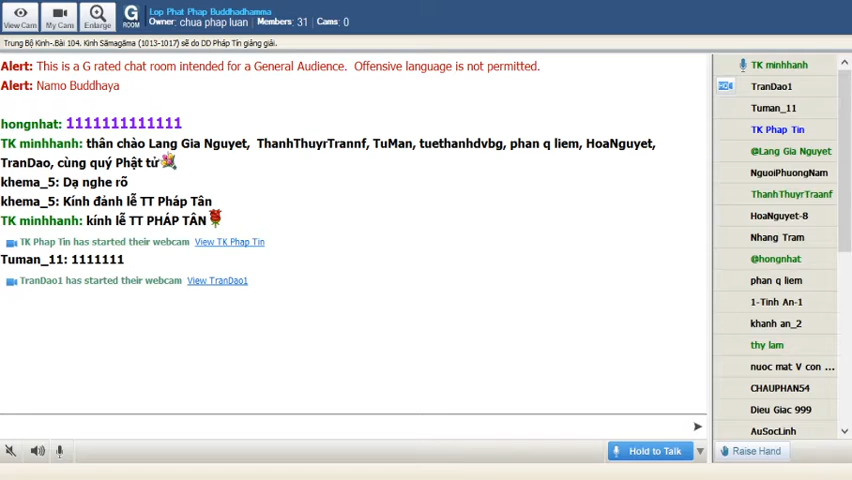 View Cam
My Cam
Enlarge
G
ROOM
Lop Phat Phap Buddhadhamma
Owner: chua phap luan Members: 31 Cams: 0
Trung Bộ Kinh-.Bài 104. Kinh Sāmagāma (1013-1017) sẽ do DD Pháp Tín giảng giải.
Alert: This is a G rated chat room intended for a General Audience. Offensive language is not permitted.
Alert: Namo Buddhaya
hongnhat: 1111111111111
TK minhhanh: thân chào Lang Gia Nguyet, ThanhThuyrTrannf, TuMan, tuethanhdvbg, phan q liem, HoaNguyet,
TranDao, cùng quý Phật tử
khema_5: Dạ nghe rõ
khema_5: Kính đảnh lễ TT Pháp Tân
TK minhhanh: kính lễ TT PHÁP TÂN
TK Phap Tin has started their webcam View TK Phap Tin
Tuman_11: 1111111
TranDao1 has started their webcam View TranDao1
TK minhhanh
TranDao1
Tuman_11
TK Phap Tin
@Lang Gia Nguyet
NguoiPhuongNam
ThanhThuyrTraanf
HoaNguyet-8
Nhang Tram
@hongnhat
phan q liem
1-Tinh An-1
khanh an_2
thy lam
nuoc mat V con ...
CHAUPHAN54
Dieu Giac 999
AuSocLinh
Hold to Talk
Raise Hand